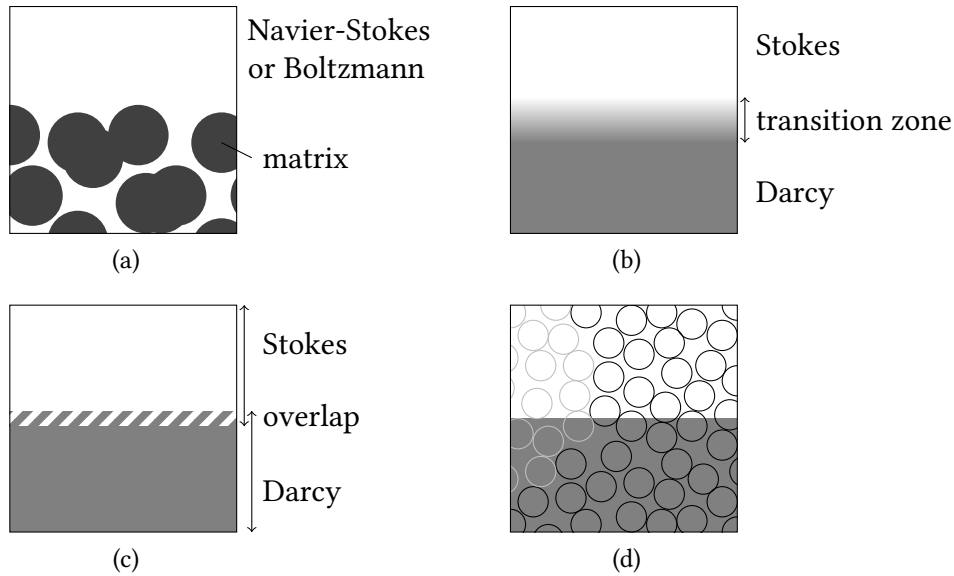 Navier-Stokes
or Boltzmann
matrix
(a)
Stokes
transition zone
Darcy
(b)
Stokes
overlap
Darcy
(c)
(d)